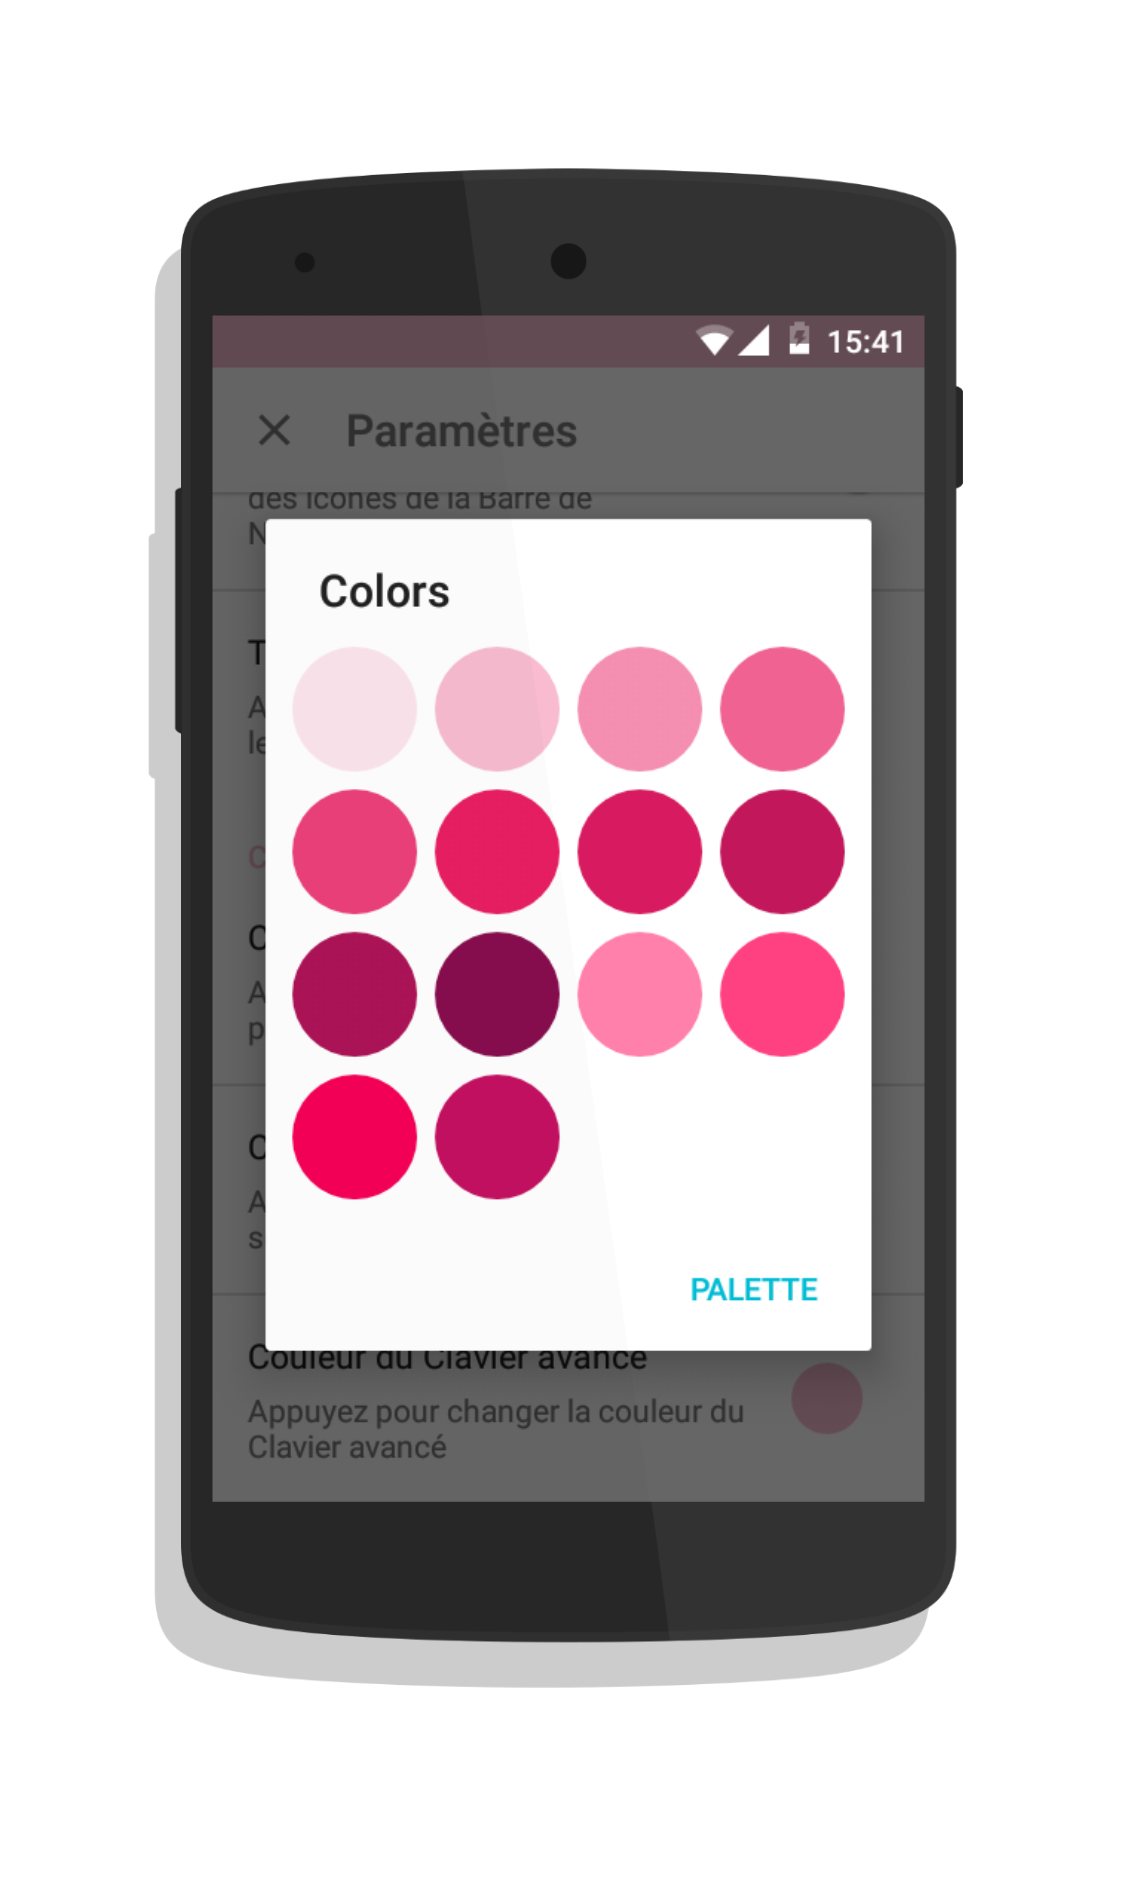 15:41
Paramètres
des Icônes de la Barre de
N
Colors
T
A
le
C
C
A
p
C
A
s
PALETTE
Couleur du Clavier avancé
Appuyez pour changer la couleur du
Clavier avancé